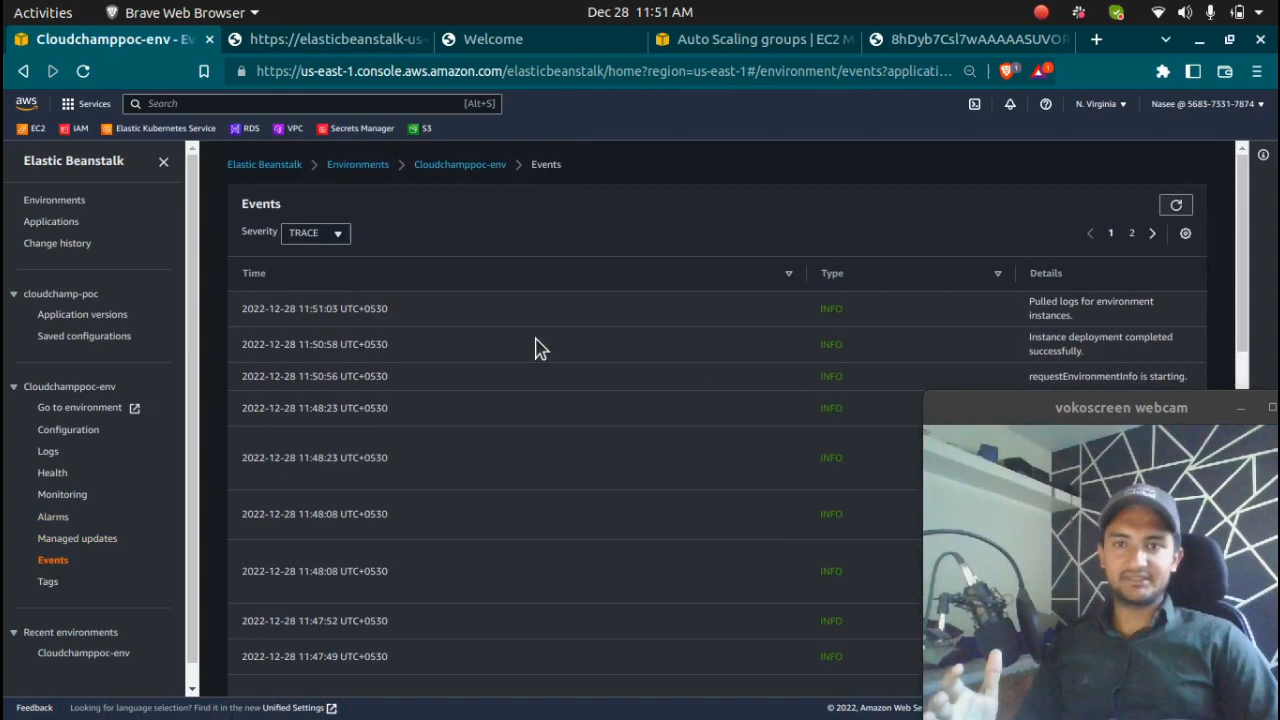 Activities
Brave Web Browser
Dec 28 11:51 AM
Cloudchamppoc-env - Ev
https://elasticbeanstalk-us-
Welcome
Auto Scaling groups | EC2 M
8hDyb7Csl7wAAAAASUVOR
https://us-east-1.console.aws.amazon.com/elasticbeanstalk/home?region=us-east-1#/environment/events?applicati...
1
1
aws
Services
Search
[Alt+S]
N. Virginia
Nasee @ 5683-7331-7874
EC2
IAM
Elastic Kubernetes Service
RDS
VPC
Secrets Manager
S3
Elastic Beanstalk
Environments
Applications
Change history
cloudchamp-poc
Application versions
Saved configurations
Cloudchamppoc-env
Go to environment
Configuration
Logs
Health
Monitoring
Alarms
Managed updates
Events
Tags
Recent environments
Cloudchamppoc-env
Elastic Beanstalk
Environments
Cloudchamppoc-env
Events
Events
Severity
TRACE
1 2
Time
Type
Details
2022-12-28 11:51:03 UTC+0530
INFO
Pulled logs for environment
instances.
2022-12-28 11:50:58 UTC+0530
INFO
Instance deployment completed
successfully.
2022-12-28 11:50:56 UTC+0530
INFO
requestEnvironmentInfo is starting.
2022-12-28 11:48:23 UTC+0530
INFO
2022-12-28 11:48:23 UTC+0530
INFO
2022-12-28 11:48:08 UTC+0530
INFO
2022-12-28 11:48:08 UTC+0530
INFO
2022-12-28 11:47:52 UTC+0530
INFO
2022-12-28 11:47:49 UTC+0530
INFO
vokoscreen webcam
Feedback
Looking for language selection? Find it in the new Unified Settings
© 2022, Amazon Web Se